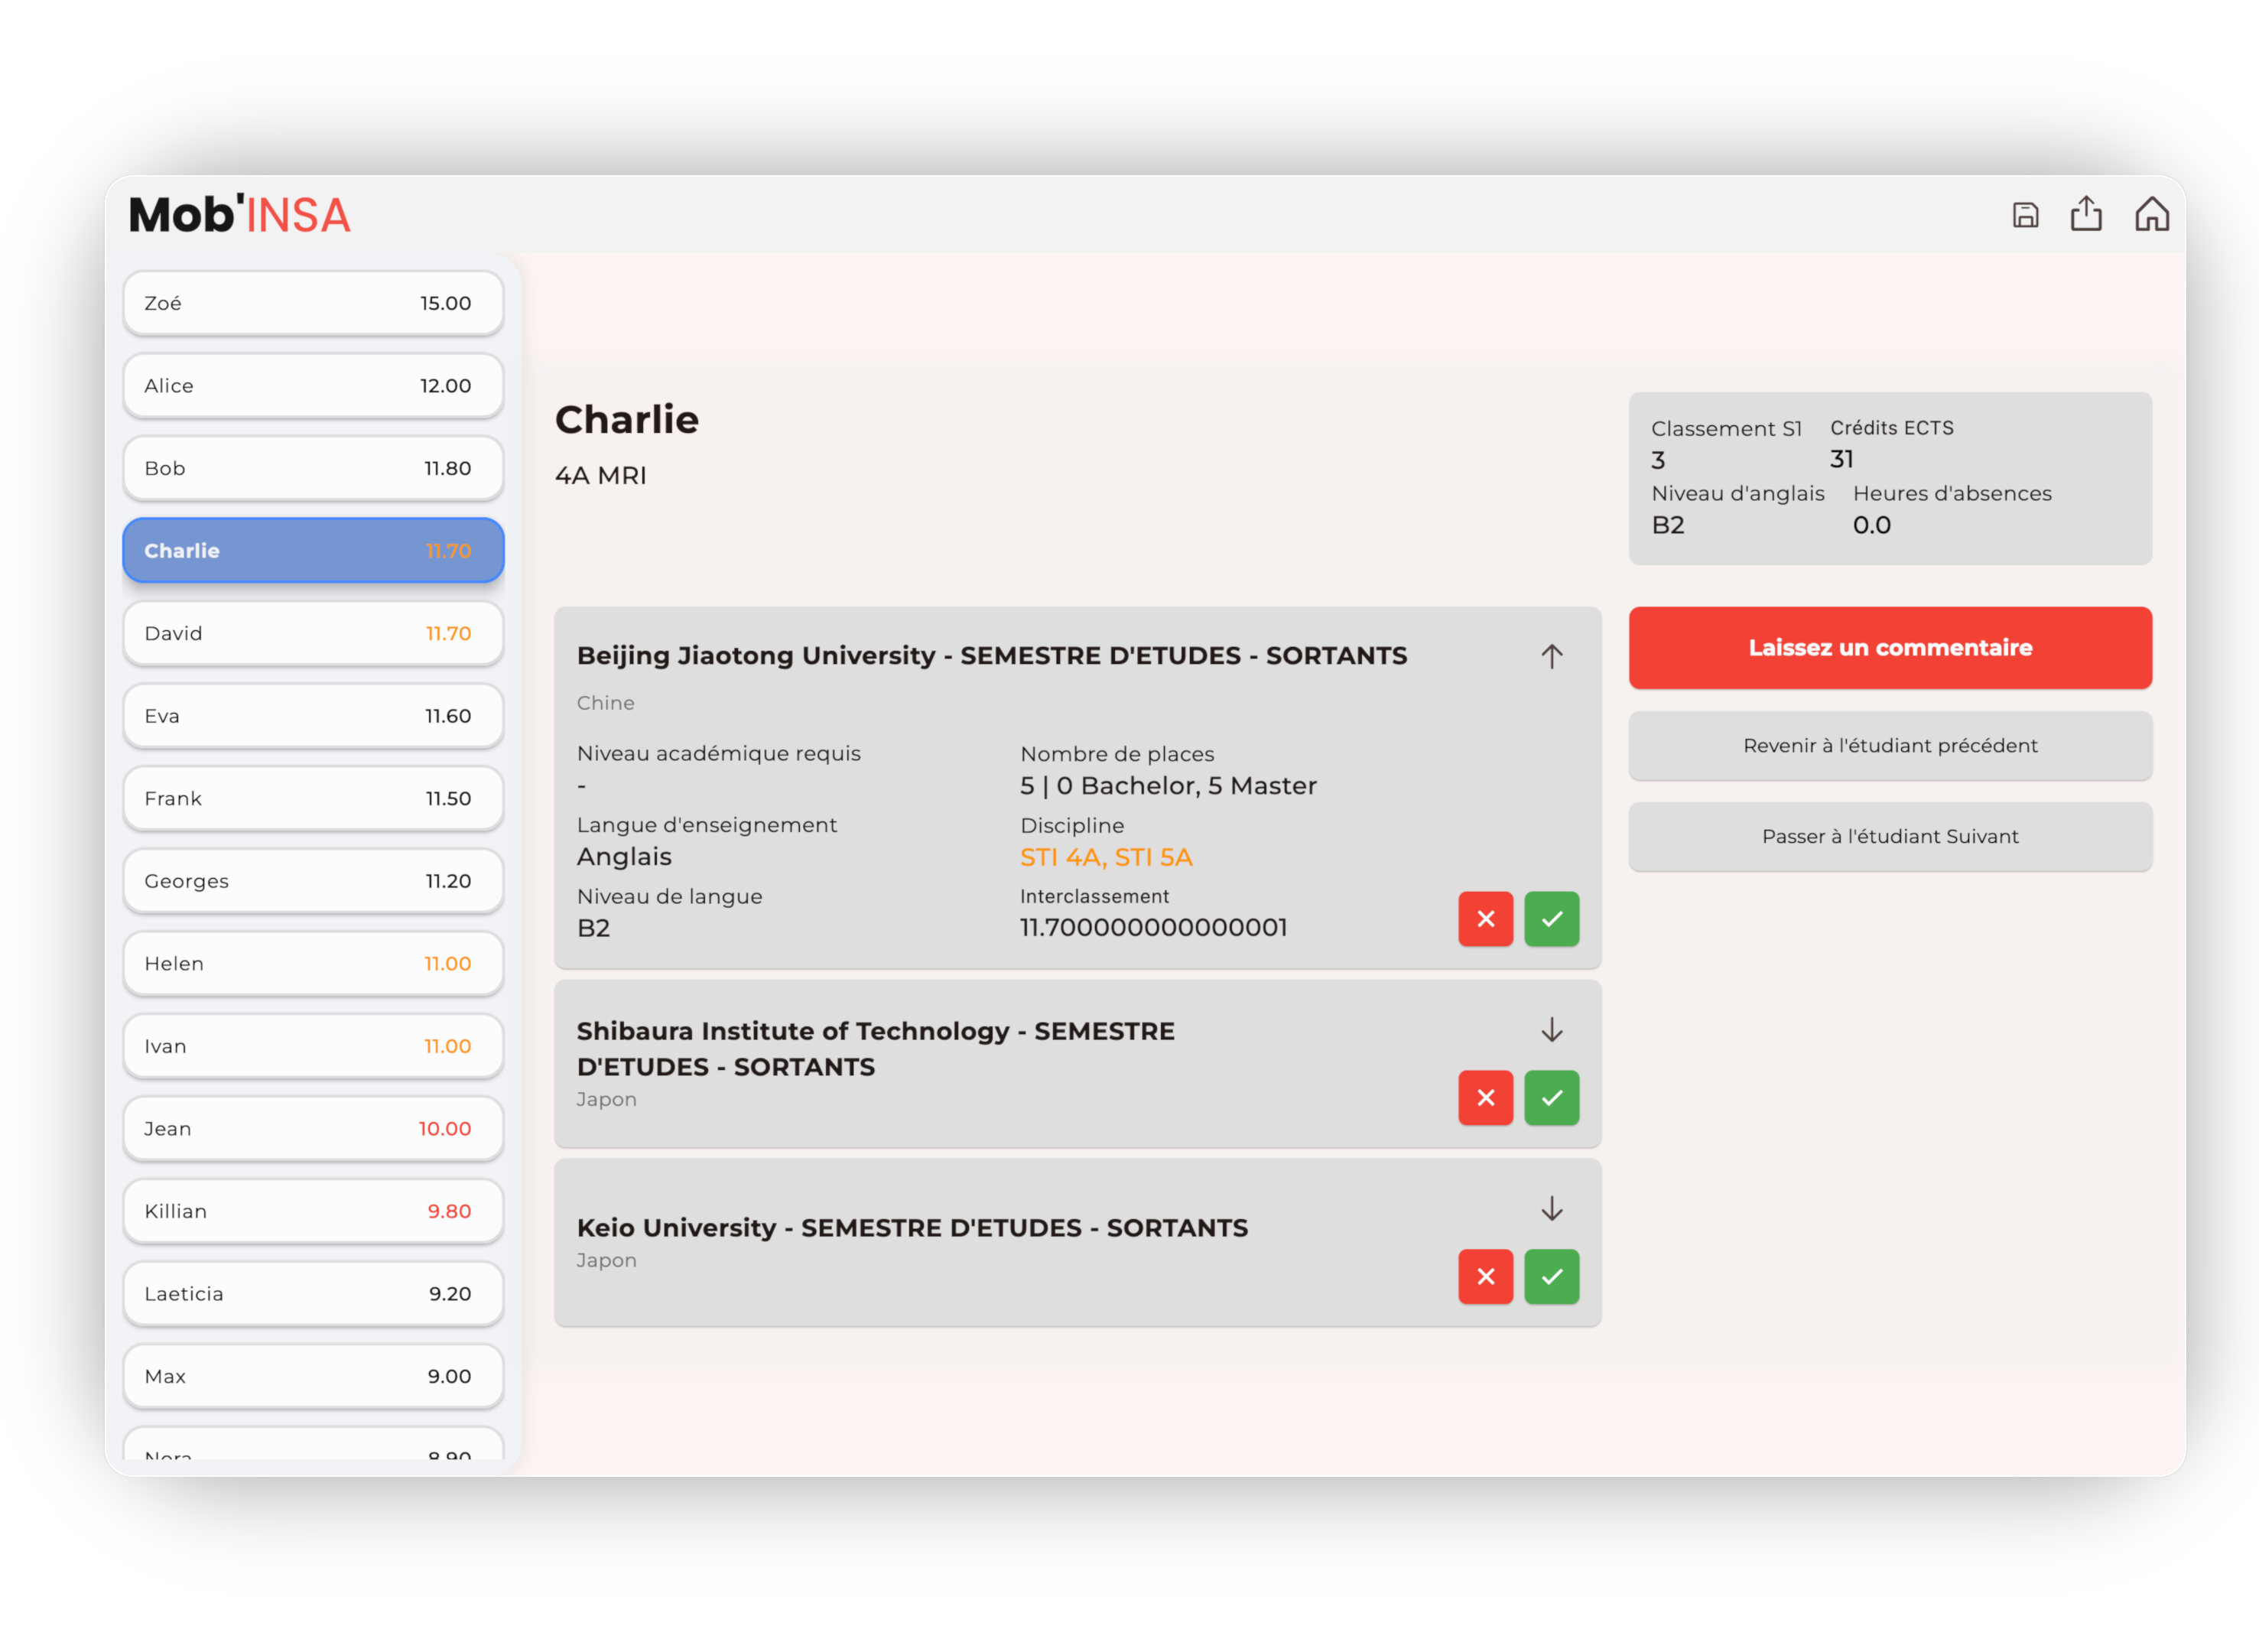 Mob'INSA
Zoé 15.00
Alice 12.00
Bob 11.80
Charlie 11.70
David 11.70
Eva 11.60
Frank 11.50
Georges 11.20
Helen 11.00
Ivan 11.00
Jean 10.00
Killian 9.80
Laeticia 9.20
Max 9.00
Nora 8.90
Charlie
4A MRI
Beijing Jiaotong University - SEMESTRE D'ETUDES - SORTANTS
Chine
Niveau académique requis
-
Nombre de places
5 | 0 Bachelor, 5 Master
Langue d'enseignement
Anglais
Discipline
STI 4A, STI 5A
Niveau de langue
B2
Interclassement
11.700000000000001
Shibaura Institute of Technology - SEMESTRE
D'ETUDES - SORTANTS
Japon
Keio University - SEMESTRE D'ETUDES - SORTANTS
Japon
Classement S1
3
Crédits ECTS
31
Niveau d'anglais
B2
Heures d'absences
0.0
Laissez un commentaire
Revenir à l'étudiant précédent
Passer à l'étudiant Suivant